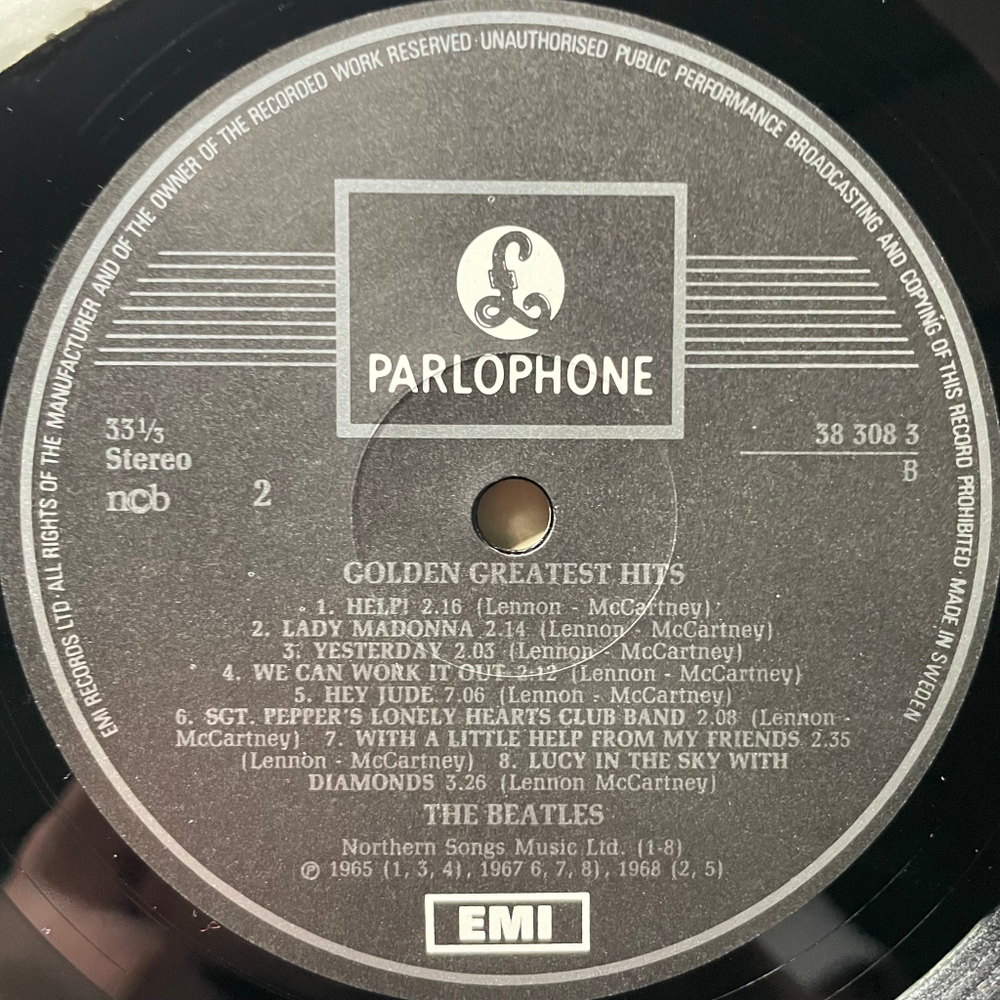 EMI RECORDS LTD · ALL RIGHTS OF THE MANUFACTURER AND OF THE OWNER OF THE RECORDED WORK RESERVED · UNAUTHORISED PUBLIC PERFORMANCE BROADCASTING AND COPYING OF THIS RECORD PROHIBITED · MADE IN SWEDEN
£
PARLOPHONE
33 1/3
Stereo
ncb
2
38 308 3
B
GOLDEN GREATEST HITS
1. HELP! 2.16 (Lennon - McCartney)
2. LADY MADONNA 2.14 (Lennon - McCartney)
3. YESTERDAY 2.03 (Lennon - McCartney)
4. WE CAN WORK IT OUT 2.12 (Lennon - McCartney)
5. HEY JUDE 7.06 (Lennon - McCartney)
6. SGT. PEPPER'S LONELY HEARTS CLUB BAND 2.08 (Lennon -
McCartney) 7. WITH A LITTLE HELP FROM MY FRIENDS 2.35
(Lennon - McCartney) 8. LUCY IN THE SKY WITH
DIAMONDS 3.26 (Lennon McCartney)
THE BEATLES
Northern Songs Music Ltd. (1-8)
℗ 1965 (1, 3, 4), 1967 6, 7, 8), 1968 (2, 5)
EMI